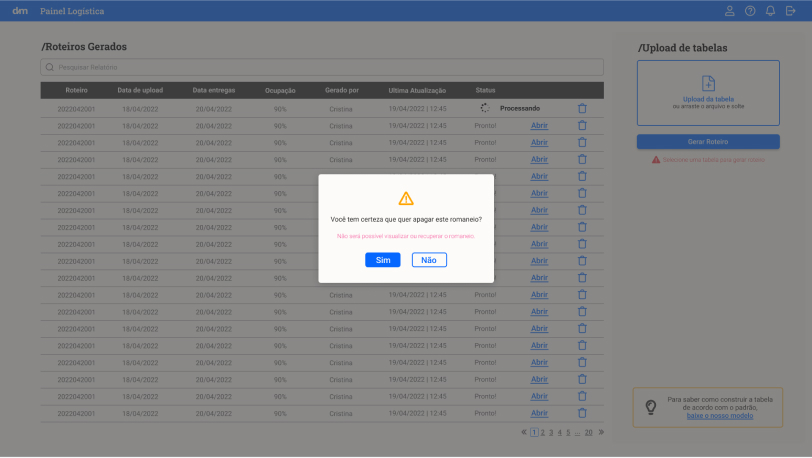 dm Painel Logística
/Roteiros Gerados
Pesquisar Relatório
Roteiro Data de upload Data entregas Ocupação Gerado por Ultima Atualização Status
2022042001 18/04/2022 20/04/2022 90% Cristina 19/04/2022 | 12:45 Processando
2022042001 18/04/2022 20/04/2022 90% Cristina 19/04/2022 | 12:45 Pronto! Abrir
2022042001 18/04/2022 20/04/2022 90% Cristina 19/04/2022 | 12:45 Pronto! Abrir
2022042001 18/04/2022 20/04/2022 90% Cristina 19/04/2022 | 12:45 Pronto! Abrir
2022042001 18/04/2022 20/04/2022 90% Abrir
2022042001 18/04/2022 20/04/2022 90% Abrir
2022042001 18/04/2022 20/04/2022 90% Abrir
2022042001 18/04/2022 20/04/2022 90% Abrir
2022042001 18/04/2022 20/04/2022 90% Abrir
2022042001 18/04/2022 20/04/2022 90% Abrir
2022042001 18/04/2022 20/04/2022 90% Abrir
2022042001 18/04/2022 20/04/2022 90% Cristina 19/04/2022 | 12:45 Pronto! Abrir
2022042001 18/04/2022 20/04/2022 90% Cristina 19/04/2022 | 12:45 Pronto! Abrir
2022042001 18/04/2022 20/04/2022 90% Cristina 19/04/2022 | 12:45 Pronto! Abrir
2022042001 18/04/2022 20/04/2022 90% Cristina 19/04/2022 | 12:45 Pronto! Abrir
2022042001 18/04/2022 20/04/2022 90% Cristina 19/04/2022 | 12:45 Pronto! Abrir
2022042001 18/04/2022 20/04/2022 90% Cristina 19/04/2022 | 12:45 Pronto! Abrir
2022042001 18/04/2022 20/04/2022 90% Cristina 19/04/2022 | 12:45 Pronto! Abrir
2022042001 18/04/2022 20/04/2022 90% Cristina 19/04/2022 | 12:45 Pronto! Abrir
« 1 2 3 4 5 ... 20 »
Você tem certeza que quer apagar este romaneio?
Não será possível visualizar ou recuperar o romaneio
Sim Não
/Upload de tabelas
Upload da tabela
ou arraste o arquivo e solte
Gerar Roteiro
Selecione uma tabela para gerar roteiro
Para saber como construir a tabela
de acordo com o padrão,
baixe o nosso modelo